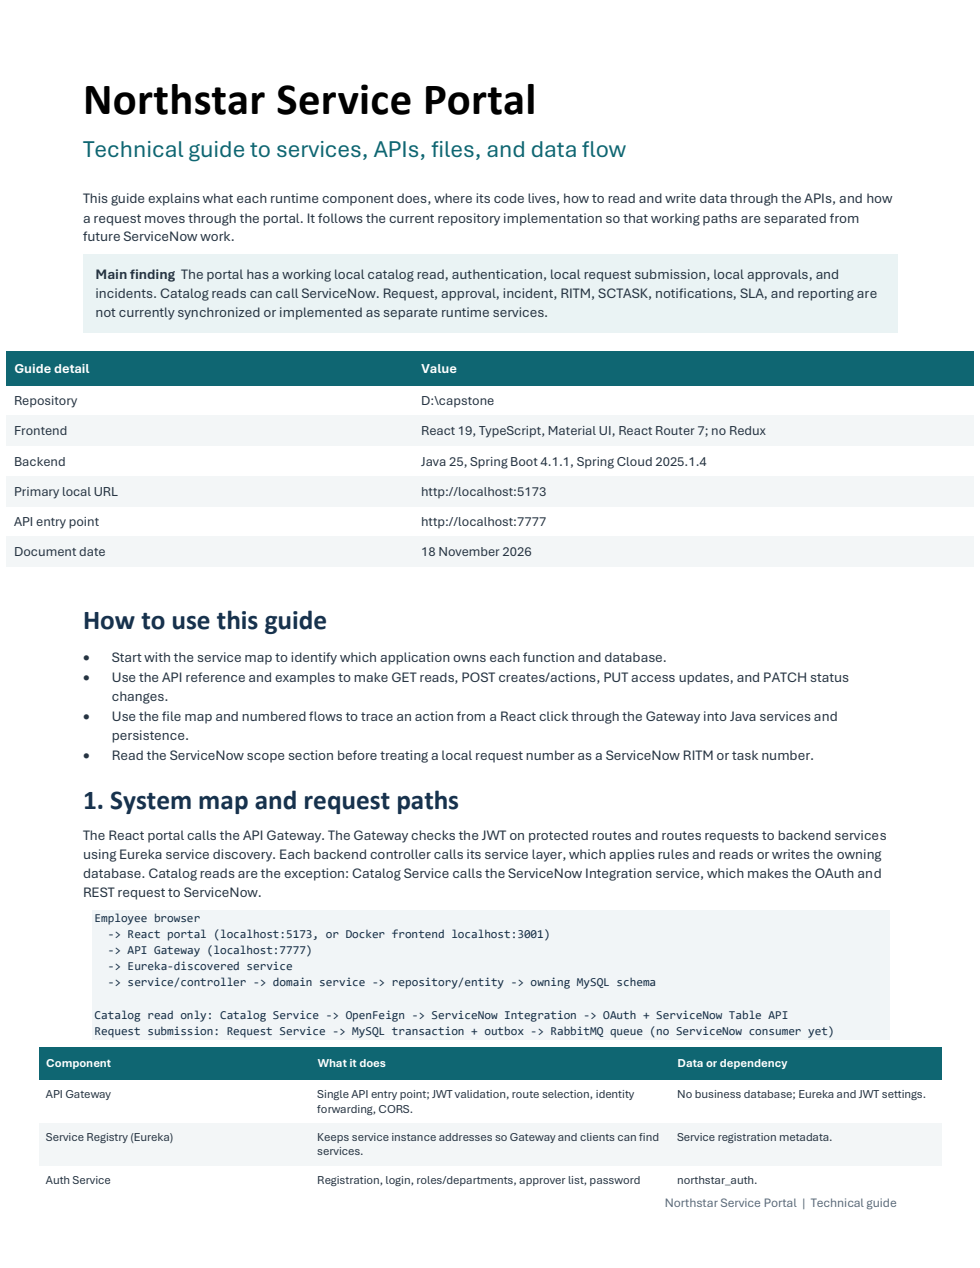 Northstar Service Portal
Technical guide to services, APIs, files, and data flow
This guide explains what each runtime component does, where its code lives, how to read and write data through the APIs, and how
a request moves through the portal. It follows the current repository implementation so that working paths are separated from
future ServiceNow work.
Main finding The portal has a working local catalog read, authentication, local request submission, local approvals, and
incidents. Catalog reads can call ServiceNow. Request, approval, incident, RITM, SCTASK, notifications, SLA, and reporting are
not currently synchronized or implemented as separate runtime services.
Guide detail Value
Repository D:\capstone
Frontend React 19, TypeScript, Material UI, React Router 7; no Redux
Backend Java 25, Spring Boot 4.1.1, Spring Cloud 2025.1.4
Primary local URL http://localhost:5173
API entry point http://localhost:7777
Document date 18 November 2026
How to use this guide
• Start with the service map to identify which application owns each function and database.
• Use the API reference and examples to make GET reads, POST creates/actions, PUT access updates, and PATCH status
changes.
• Use the file map and numbered flows to trace an action from a React click through the Gateway into Java services and
persistence.
• Read the ServiceNow scope section before treating a local request number as a ServiceNow RITM or task number.
1. System map and request paths
The React portal calls the API Gateway. The Gateway checks the JWT on protected routes and routes requests to backend services
using Eureka service discovery. Each backend controller calls its service layer, which applies rules and reads or writes the owning
database. Catalog reads are the exception: Catalog Service calls the ServiceNow Integration service, which makes the OAuth and
REST request to ServiceNow.
Employee browser
-> React portal (localhost:5173, or Docker frontend localhost:3001)
-> API Gateway (localhost:7777)
-> Eureka-discovered service
-> service/controller -> domain service -> repository/entity -> owning MySQL schema
Catalog read only: Catalog Service -> OpenFeign -> ServiceNow Integration -> OAuth + ServiceNow Table API
Request submission: Request Service -> MySQL transaction + outbox -> RabbitMQ queue (no ServiceNow consumer yet)
Component What it does Data or dependency
API Gateway Single API entry point; JWT validation, route selection, identity No business database; Eureka and JWT settings.
forwarding, CORS.
Service Registry (Eureka) Keeps service instance addresses so Gateway and clients can find Service registration metadata.
services.
Auth Service Registration, login, roles/departments, approver list, password northstar_auth.
Northstar Service Portal | Technical guide